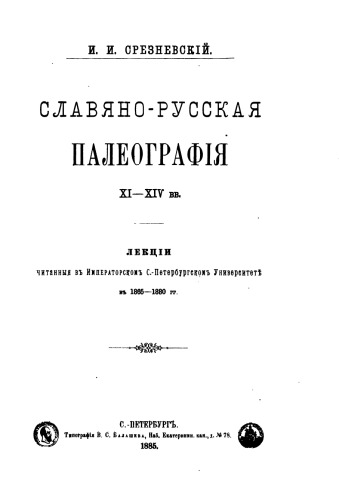 И. И. СРЕЗНЕВСКІЙ.
СЛАВЯНО-РУССКАЯ
ПАЛЕОГРАФІЯ
XI—XIV вв.
ЛЕКЦІИ
читанныя въ Императорскомъ С.-Петербургскомъ Университетѣ
въ 1865—1880 гг.
С.-ПЕТЕРБУРГЪ.
Типографія В. С. Балашева, Наб. Екатеринин. кан., д. № 78.
1885.